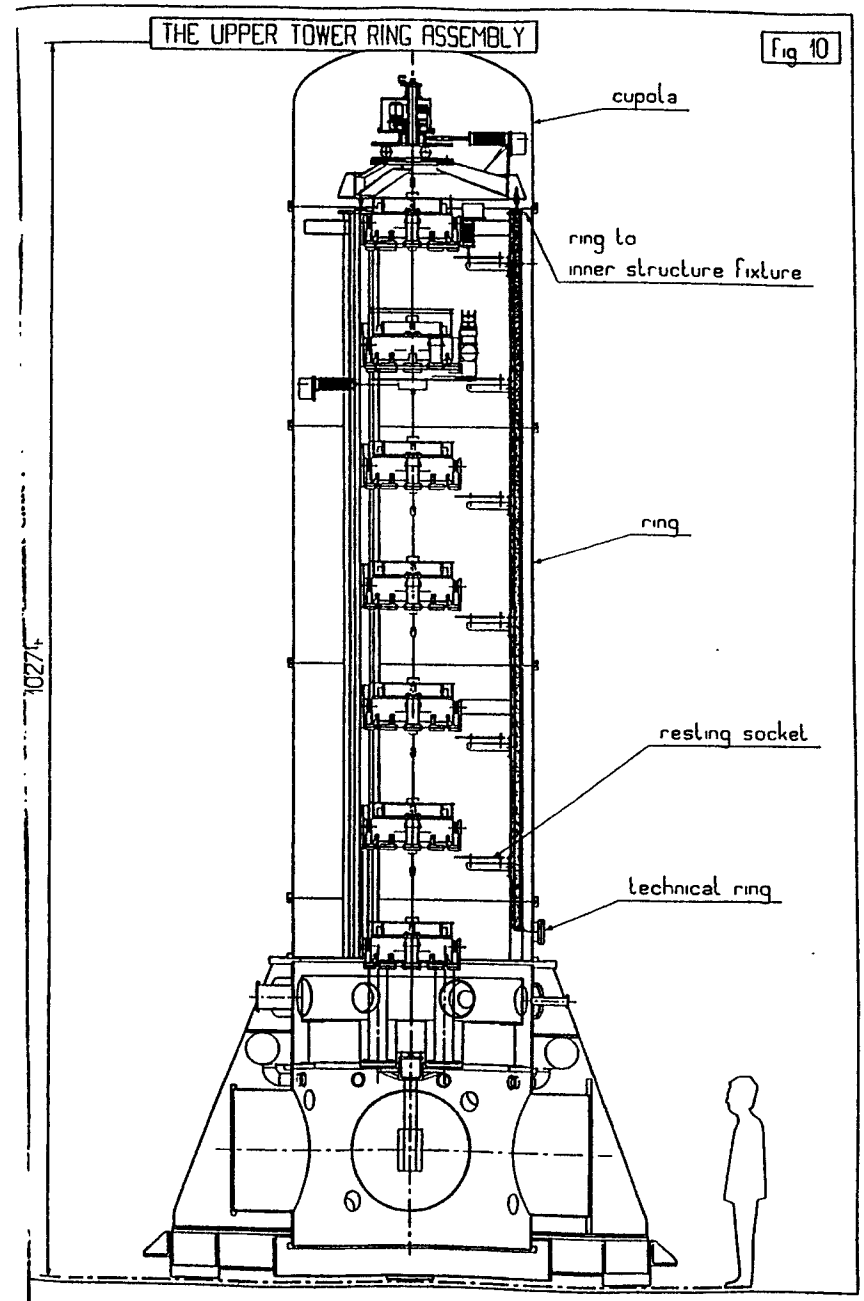 THE UPPER TOWER RING ASSEMBLY
Fig 10
cupola
ring to
inner structure fixture
ring
resting socket
technical ring
10274